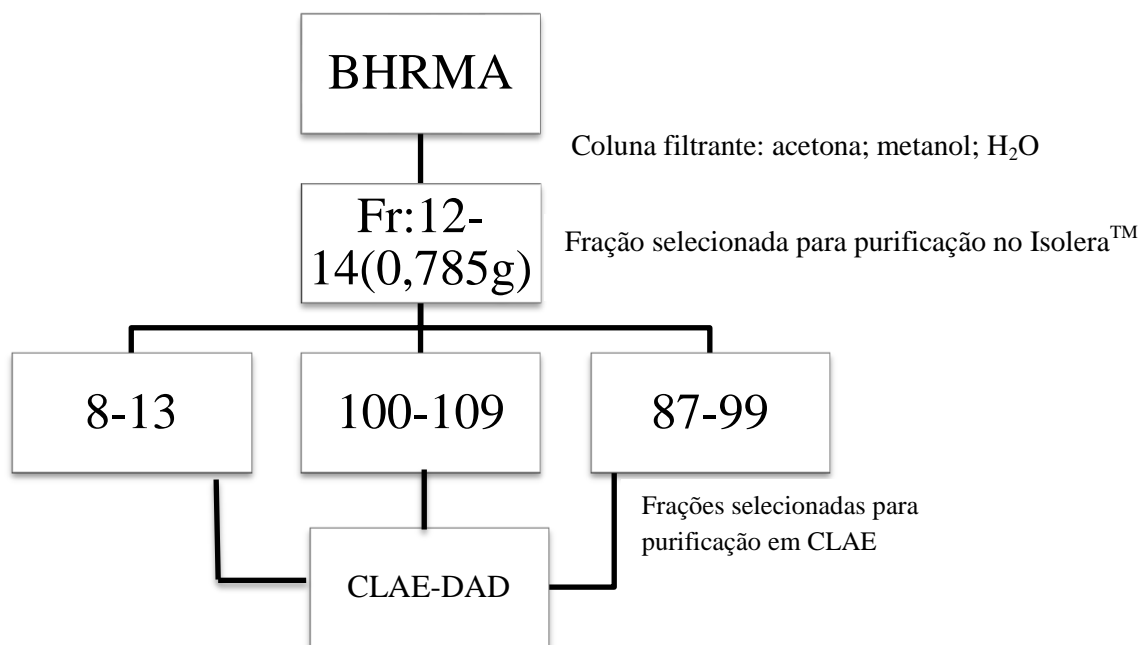 BHRMA
Coluna filtrante: acetona; metanol; H₂O
Fr:12-
14(0,785g)
Fração selecionada para purificação no Isolera™
8-13
100-109
87-99
Frações selecionadas para
purificação em CLAE
CLAE-DAD